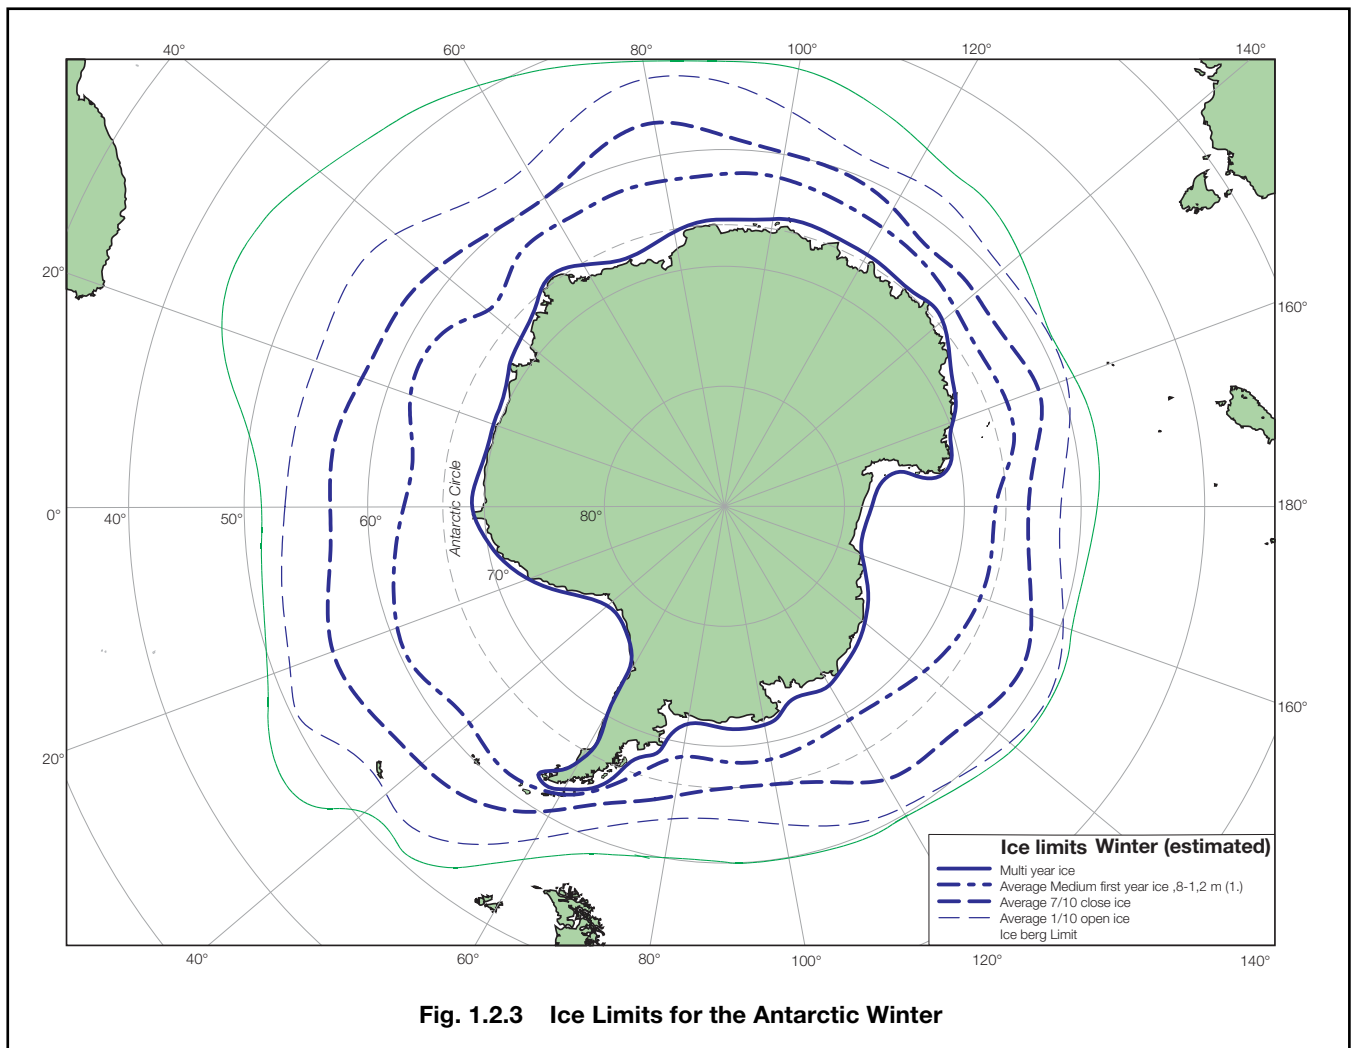 40° 60° 80° 100° 120° 140°
20°
160°
Antarctic Circle
0° 40° 50° 60° 80° 180°
70°
160°
20°
Ice limits Winter (estimated)
Multi year ice
Average Medium first year ice ,8-1,2 m (1.)
Average 7/10 close ice
Average 1/10 open ice
Ice berg Limit
40° 60° 80° 100° 120° 140°
Fig. 1.2.3 Ice Limits for the Antarctic Winter